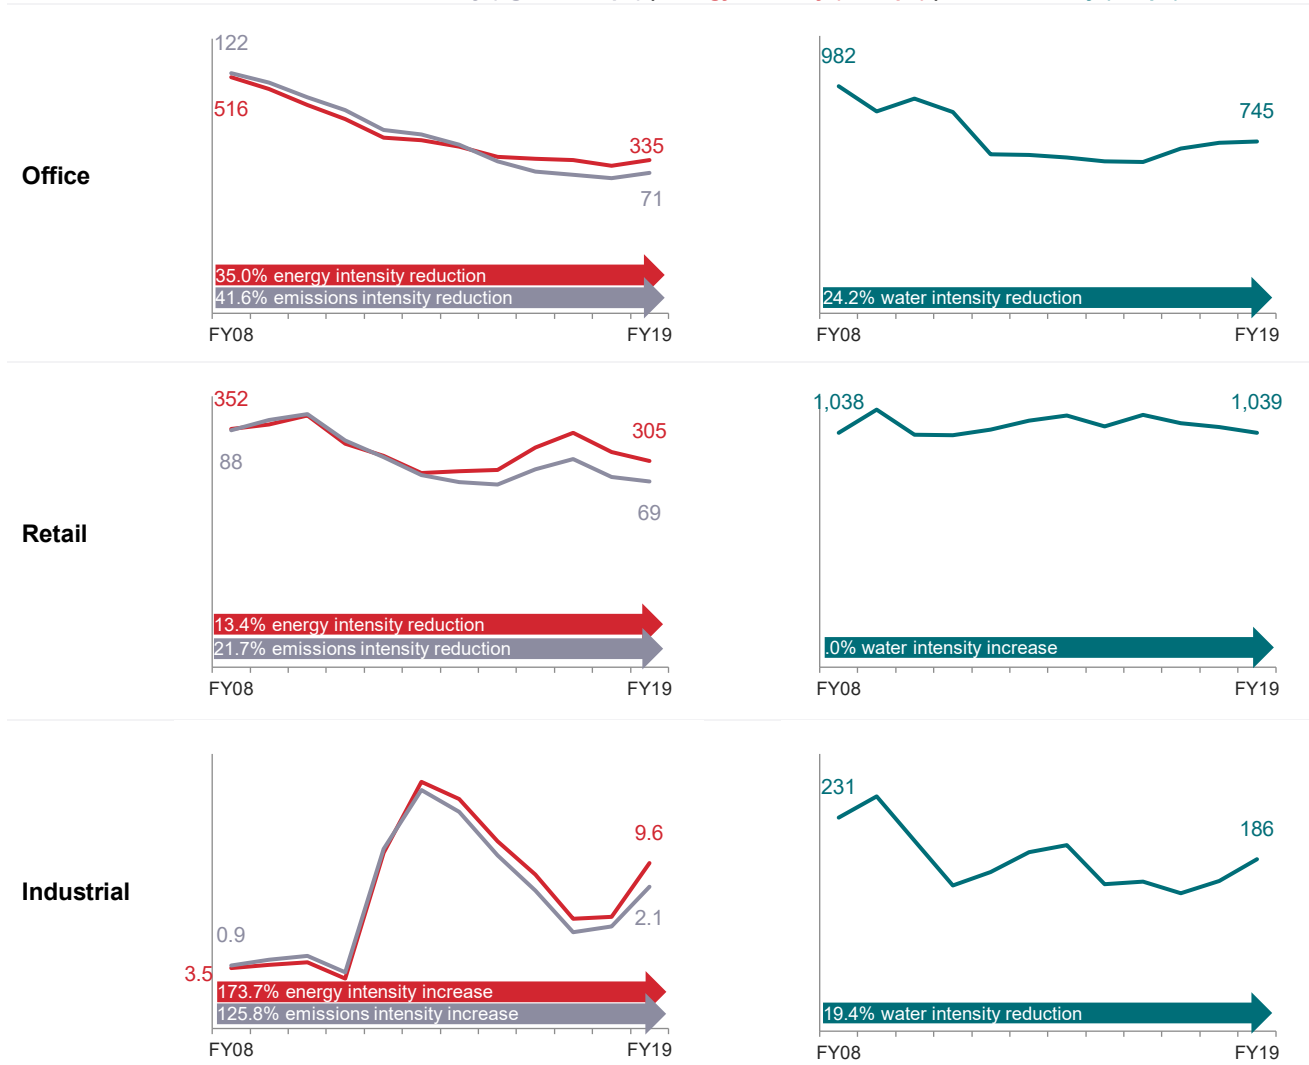 122
516
335
71
982
745
Office
35.0% energy intensity reduction
41.6% emissions intensity reduction
24.2% water intensity reduction
FY08
FY19
FY08
FY19
352
88
305
69
1,038
1,039
Retail
13.4% energy intensity reduction
21.7% emissions intensity reduction
.0% water intensity increase
FY08
FY19
FY08
FY19
0.9
3.5
9.6
2.1
231
186
Industrial
173.7% energy intensity increase
125.8% emissions intensity increase
19.4% water intensity reduction
FY08
FY19
FY08
FY19